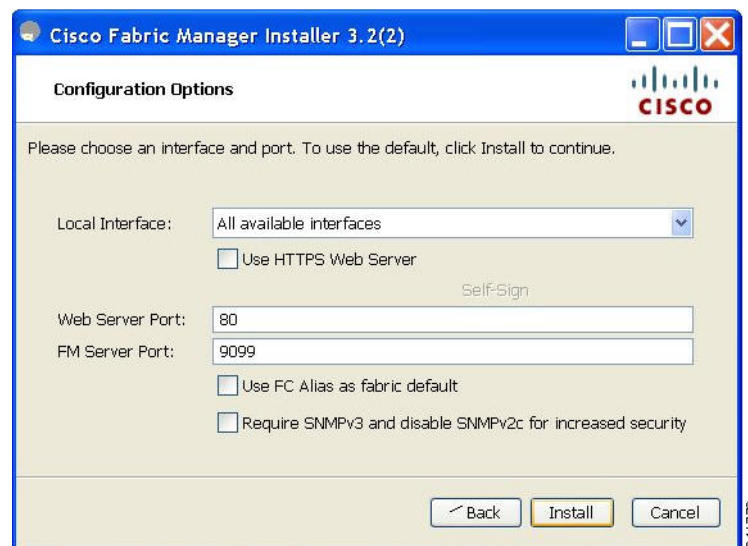 Cisco Fabric Manager Installer 3.2(2)
Configuration Options
CISCO
Please choose an interface and port. To use the default, click Install to continue.
Local Interface: All available interfaces
Use HTTPS Web Server
Self-Sign
Web Server Port: 80
FM Server Port: 9099
Use FC Alias as fabric default
Require SNMPv3 and disable SNMPv2c for increased security
Back Install Cancel